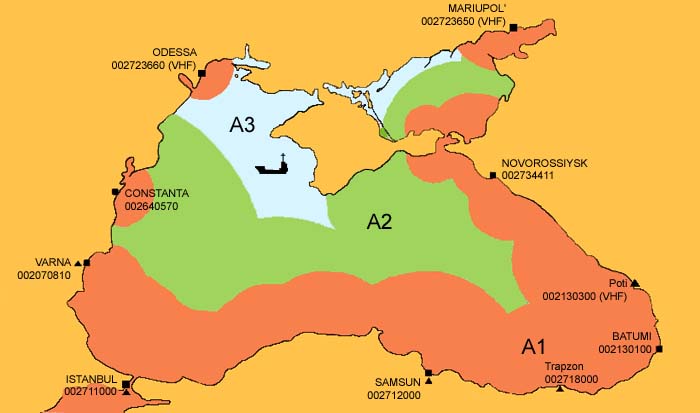 MARIUPOL'
002723650 (VHF)
ODESSA
002723660 (VHF)
A3
NOVOROSSIYSK
002734411
CONSTANTA
002640570
A2
VARNA
002070810
Poti
002130300 (VHF)
BATUMI
002130100
A1
Trapzon
002718000
ISTANBUL
002711000
SAMSUN
002712000